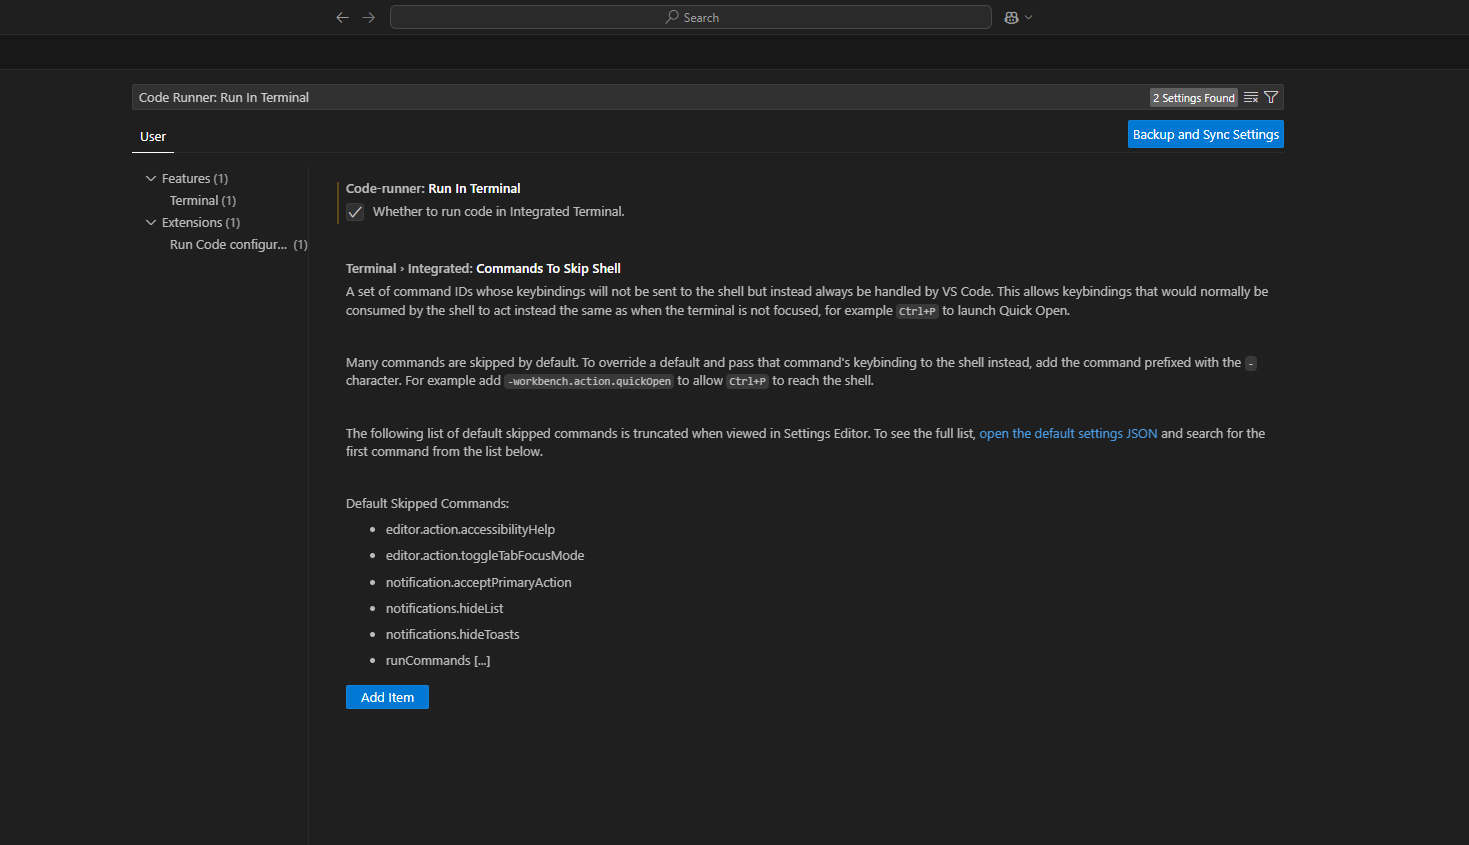 Search
Code Runner: Run In Terminal
2 Settings Found
User
Backup and Sync Settings
Features (1)
Terminal (1)
Extensions (1)
Run Code configur... (1)
Code-runner: Run In Terminal
Whether to run code in Integrated Terminal.
Terminal › Integrated: Commands To Skip Shell
A set of command IDs whose keybindings will not be sent to the shell but instead always be handled by VS Code. This allows keybindings that would normally be
consumed by the shell to act instead the same as when the terminal is not focused, for example Ctrl+P to launch Quick Open.
Many commands are skipped by default. To override a default and pass that command's keybinding to the shell instead, add the command prefixed with the -
character. For example add -workbench.action.quickOpen to allow Ctrl+P to reach the shell.
The following list of default skipped commands is truncated when viewed in Settings Editor. To see the full list, open the default settings JSON and search for the
first command from the list below.
Default Skipped Commands:
• editor.action.accessibilityHelp
• editor.action.toggleTabFocusMode
• notification.acceptPrimaryAction
• notifications.hideList
• notifications.hideToasts
• runCommands [...]
Add Item